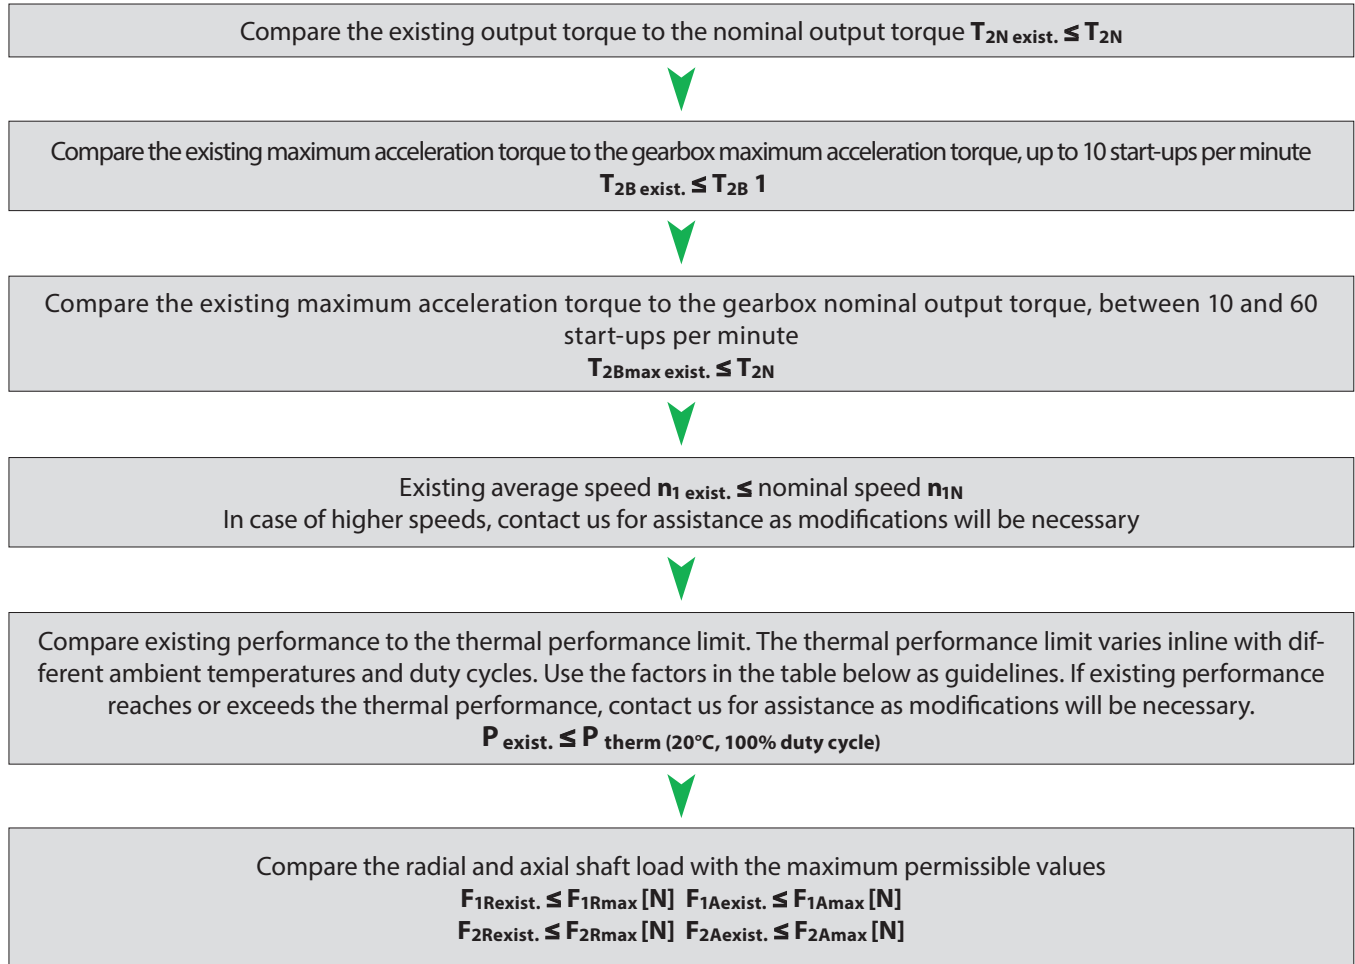 Compare the existing output torque to the nominal output torque T2N exist. ≤ T2N
Compare the existing maximum acceleration torque to the gearbox maximum acceleration torque, up to 10 start-ups per minute
T2B exist. ≤ T2B 1
Compare the existing maximum acceleration torque to the gearbox nominal output torque, between 10 and 60
start-ups per minute
T2Bmax exist. ≤ T2N
Existing average speed n1 exist. ≤ nominal speed n1N
In case of higher speeds, contact us for assistance as modifications will be necessary
Compare existing performance to the thermal performance limit. The thermal performance limit varies inline with dif-
ferent ambient temperatures and duty cycles. Use the factors in the table below as guidelines. If existing performance
reaches or exceeds the thermal performance, contact us for assistance as modifications will be necessary.
P exist. ≤ P therm (20°C, 100% duty cycle)
Compare the radial and axial shaft load with the maximum permissible values
F1Rexist. ≤ F1Rmax [N] F1Aexist. ≤ F1Amax [N]
F2Rexist. ≤ F2Rmax [N] F2Aexist. ≤ F2Amax [N]